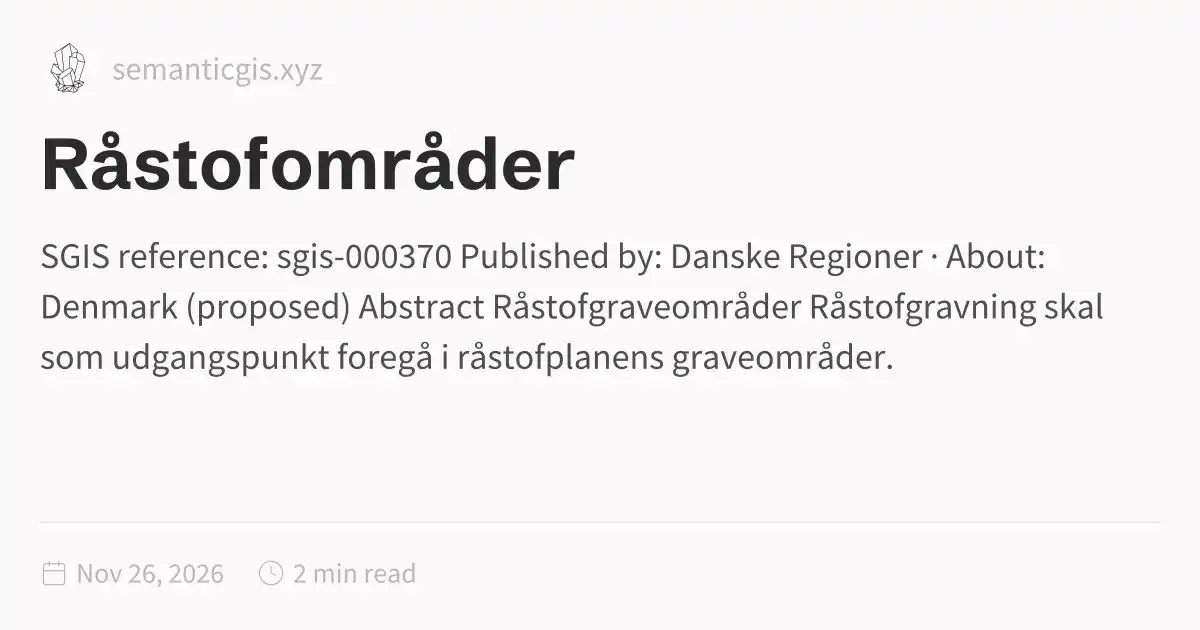 semanticgis.xyz
Råstofområder
SGIS reference: sgis-000370 Published by: Danske Regioner · About:
Denmark (proposed) Abstract Råstofgraveområder Råstofgravning skal
som udgangspunkt foregå i råstofplanens graveområder.
Nov 26, 2026 2 min read